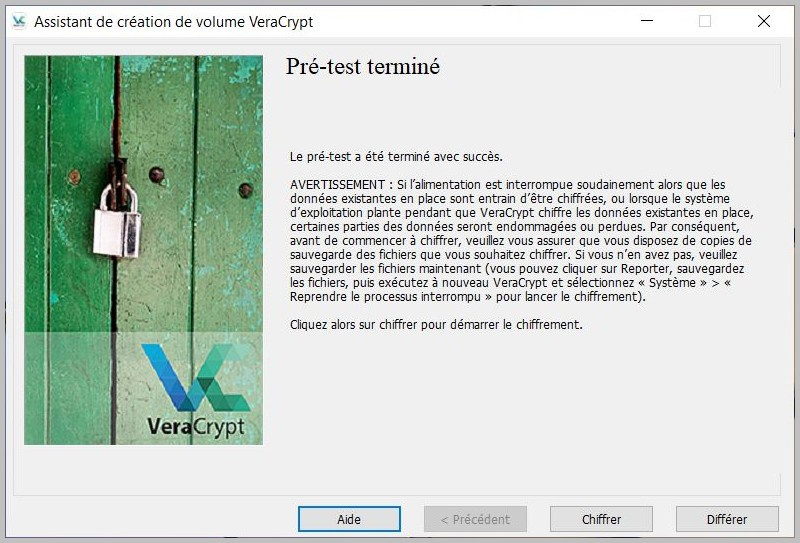 Assistant de création de volume VeraCrypt
Pré-test terminé
Le pré-test a été terminé avec succès.
AVERTISSEMENT : Si l’alimentation est interrompue soudainement alors que les
données existantes en place sont entrain d’être chiffrées, ou lorsque le système
d’exploitation plante pendant que VeraCrypt chiffre les données existantes en place,
certaines parties des données seront endommagées ou perdues. Par conséquent,
avant de commencer à chiffrer, veuillez vous assurer que vous disposez de copies de
sauvegarde des fichiers que vous souhaitez chiffrer. Si vous n’en avez pas, veuillez
sauvegarder les fichiers maintenant (vous pouvez cliquer sur Reporter, sauvegardez
les fichiers, puis exécutez à nouveau VeraCrypt et sélectionnez « Système » > «
Reprendre le processus interrompu » pour lancer le chiffrement).
Cliquez alors sur chiffrer pour démarrer le chiffrement.
VeraCrypt
Aide
< Précédent
Chiffrer
Différer